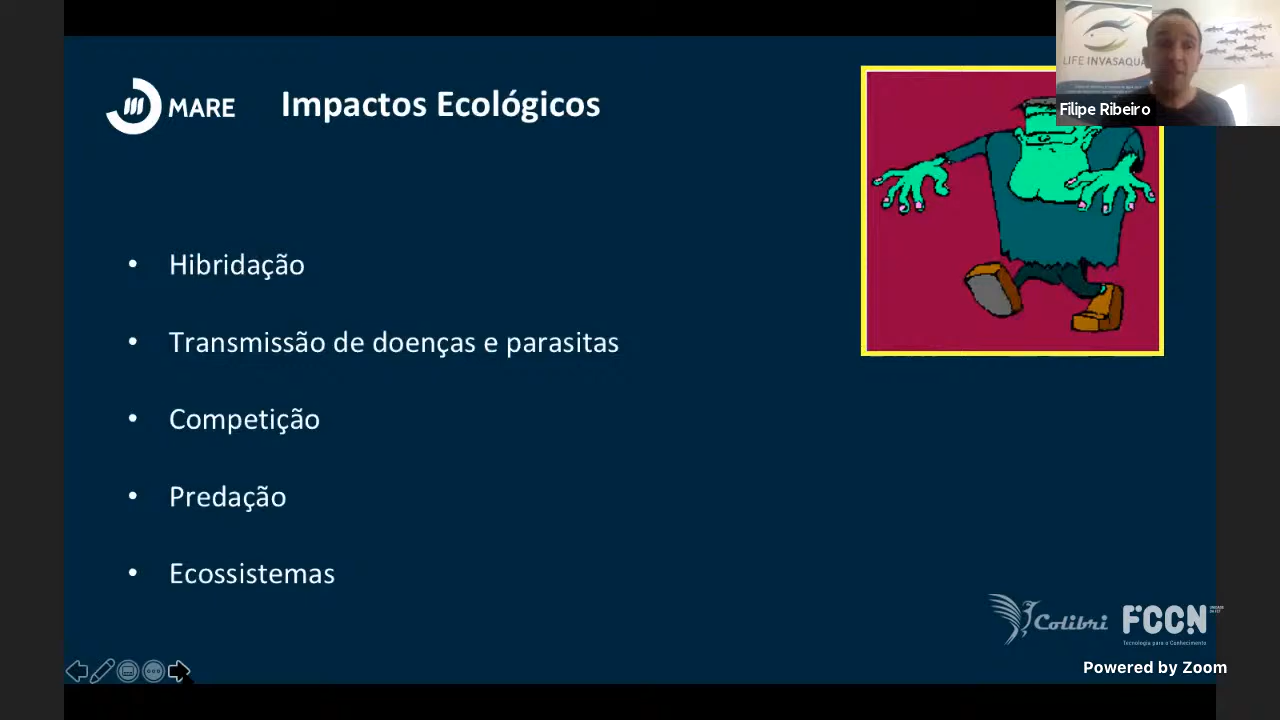 LIFE INVASAQUA
Filipe Ribeiro
MARE
Impactos Ecológicos
• Hibridação
• Transmissão de doenças e parasitas
• Competição
• Predação
• Ecossistemas
Colibri
FCCN
Tecnologia para o Conhecimento
Powered by Zoom